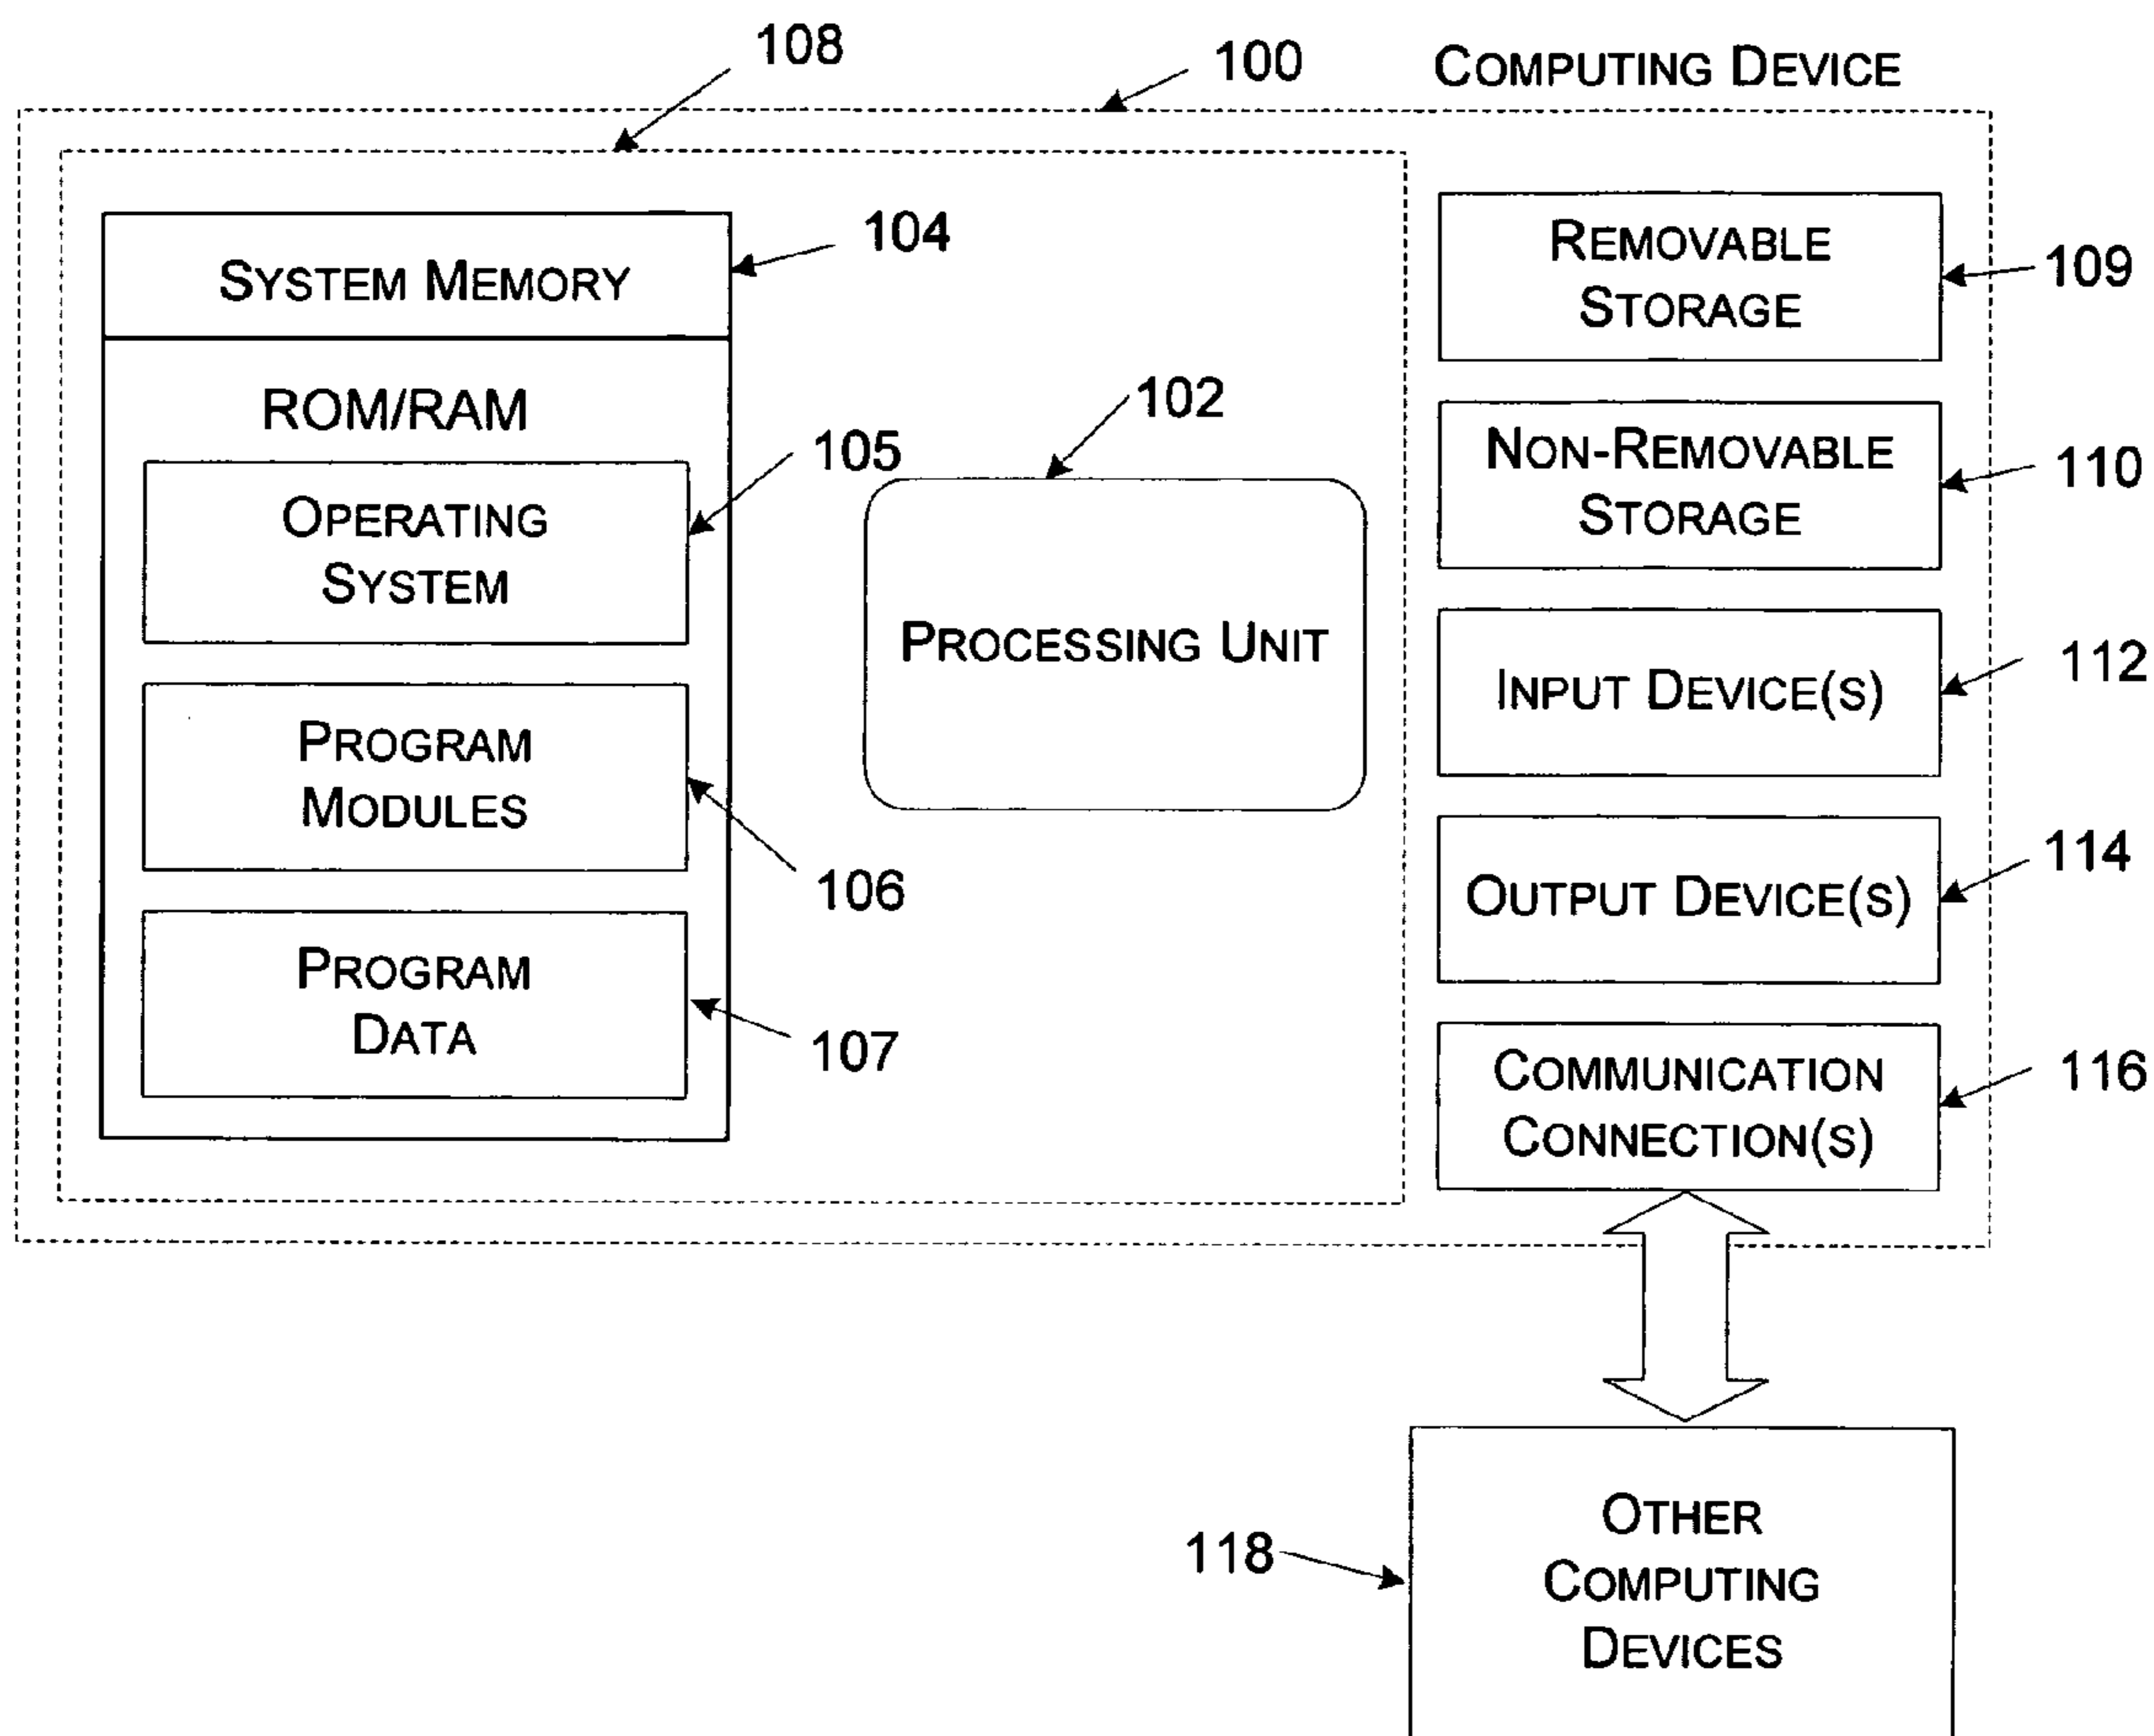 108
100
COMPUTING DEVICE
SYSTEM MEMORY
104
ROM/RAM
OPERATING
SYSTEM
105
PROGRAM
MODULES
106
PROGRAM
DATA
107
102
PROCESSING UNIT
REMOVABLE
STORAGE
109
NON-REMOVABLE
STORAGE
110
INPUT DEVICE(S)
112
OUTPUT DEVICE(S)
114
COMMUNICATION
CONNECTION(S)
116
118
OTHER
COMPUTING
DEVICES